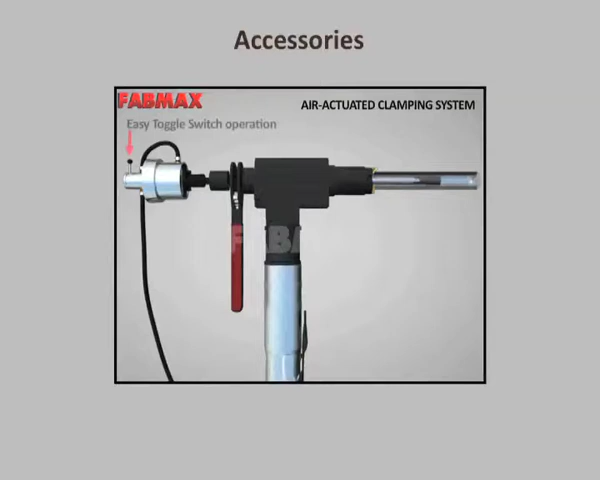 Accessories
FABMAX
AIR-ACTUATED CLAMPING SYSTEM
Easy Toggle Switch operation